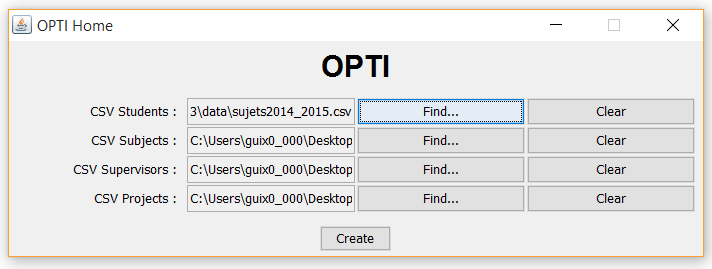 OPTI Home
OPTI
CSV Students : 3\data\sujets2014_2015.csv Find... Clear
CSV Subjects : C:\Users\guix0_000\Desktop Find... Clear
CSV Supervisors : C:\Users\guix0_000\Desktop Find... Clear
CSV Projects : C:\Users\guix0_000\Desktop Find... Clear
Create